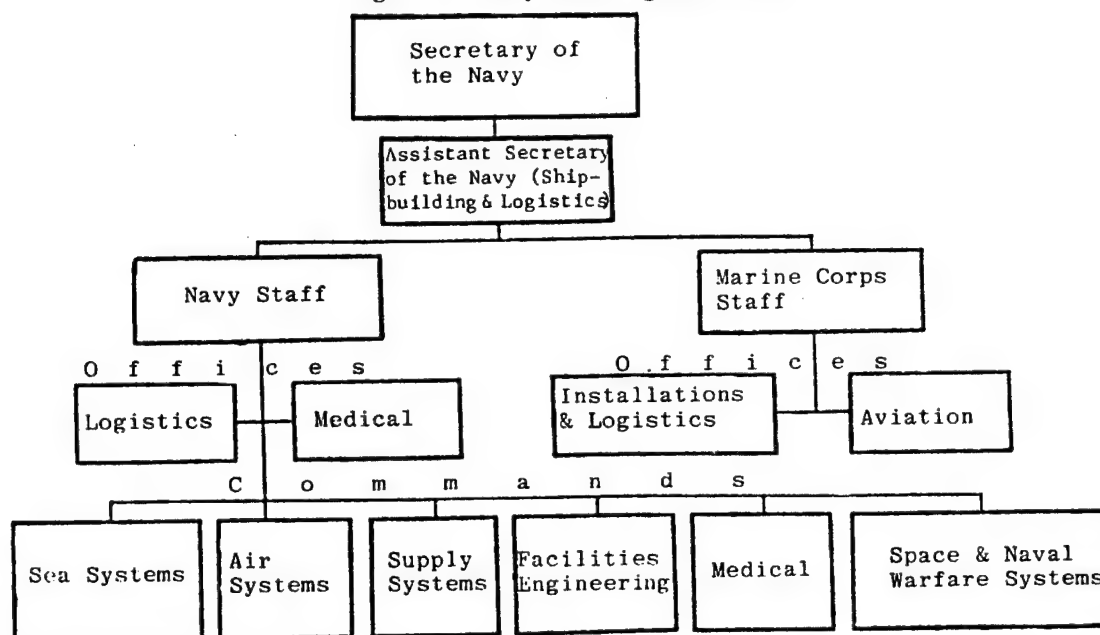 Secretary of
the Navy
Assistant Secretary
of the Navy (Ship-
building & Logistics)
Navy Staff
Marine Corps
Staff
O f f i c e s
O f f i c e s
Logistics
Medical
Installations
& Logistics
Aviation
C o m m a n d s
Sea Systems
Air
Systems
Supply
Systems
Facilities
Engineering
Medical
Space & Naval
Warfare Systems